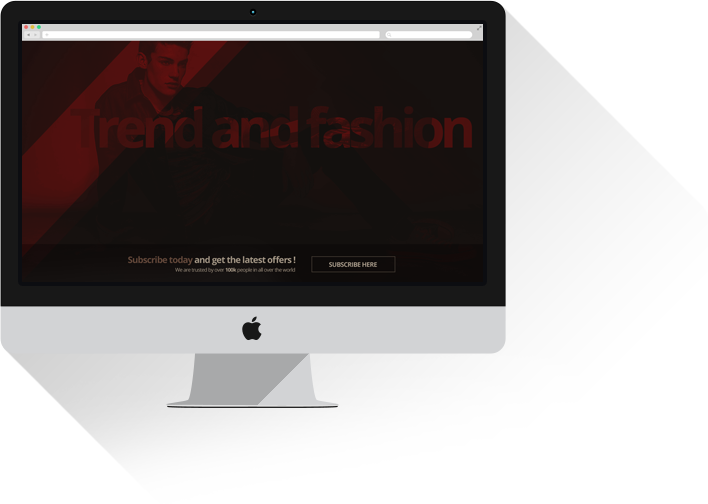 Trend and fashion
Subscribe today and get the latest offers !
We are trusted by over 100k people in all over the world
SUBSCRIBE HERE